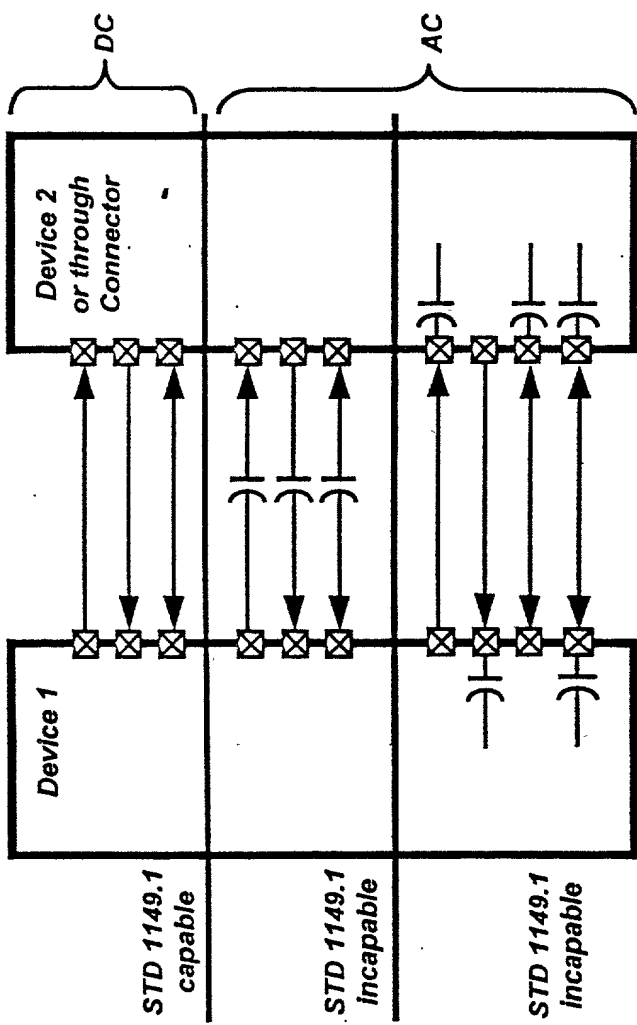 Device 1
Device 2
or through
Connector
DC
AC
STD 1149.1
capable
STD 1149.1
incapable
STD 1149.1
incapable